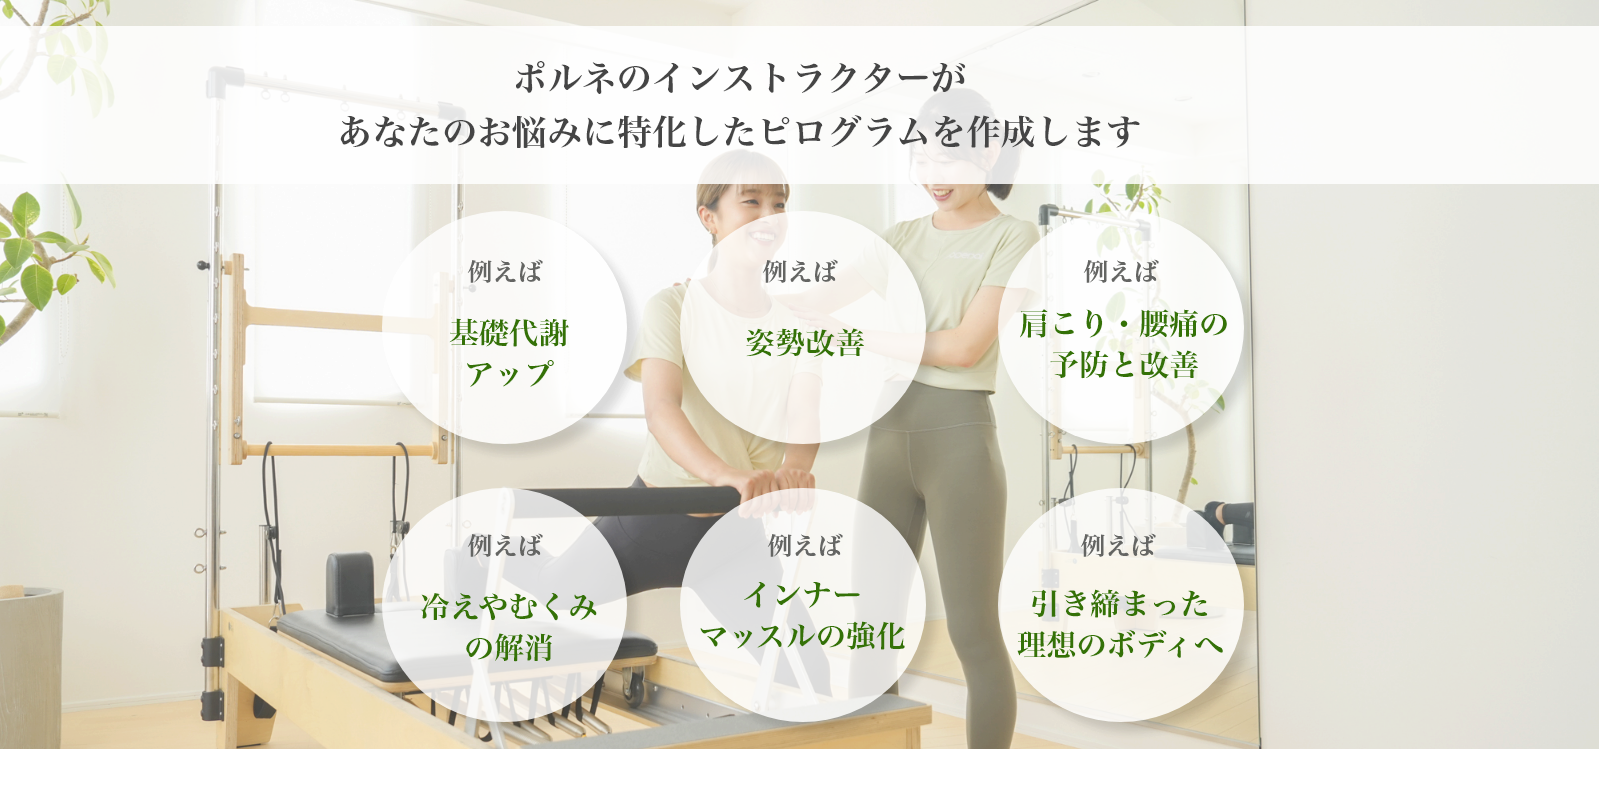 ポルネのインストラクターが
あなたのお悩みに特化したピログラムを作成します
例えば
基礎代謝
アップ
例えば
姿勢改善
例えば
肩こり・腰痛の
予防と改善
例えば
冷えやむくみ
の解消
例えば
インナー
マッスルの強化
例えば
引き締まった
理想のボディへ